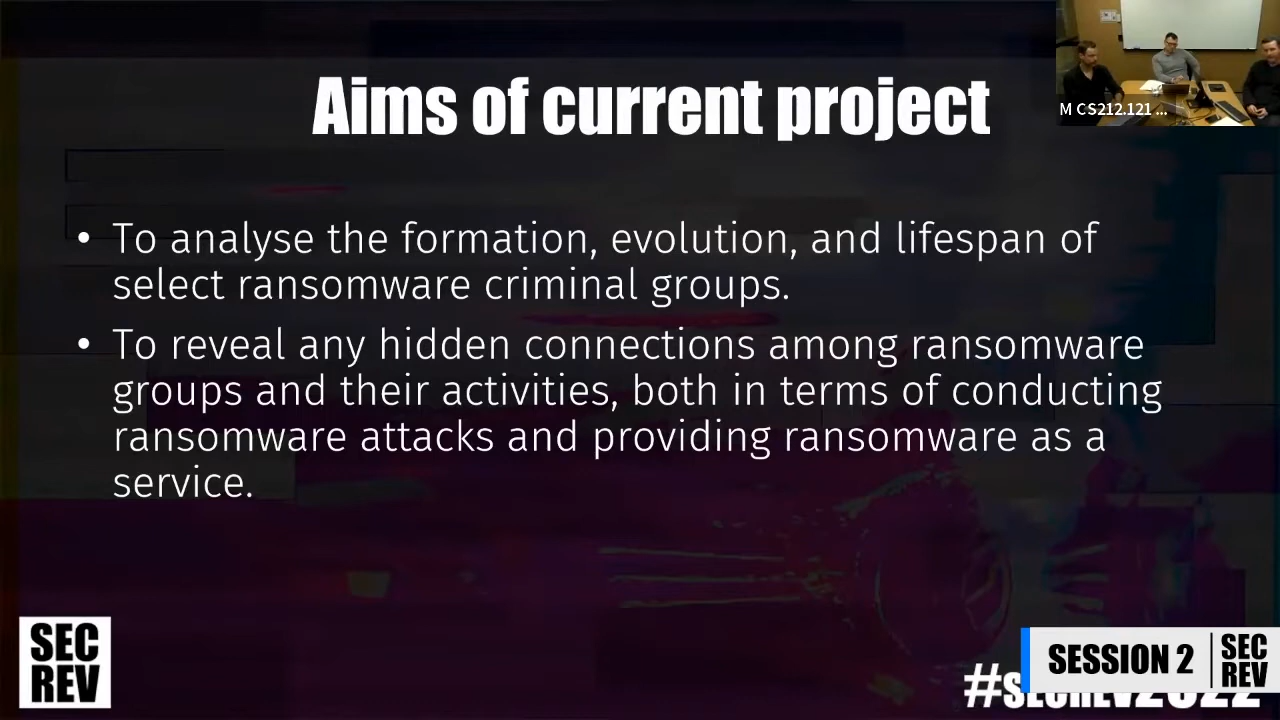 M CS212.121 ...
Aims of current project
• To analyse the formation, evolution, and lifespan of
select ransomware criminal groups.
• To reveal any hidden connections among ransomware
groups and their activities, both in terms of conducting
ransomware attacks and providing ransomware as a
service.
SEC
REV
SESSION 2
SEC
REV
#SECREV2022